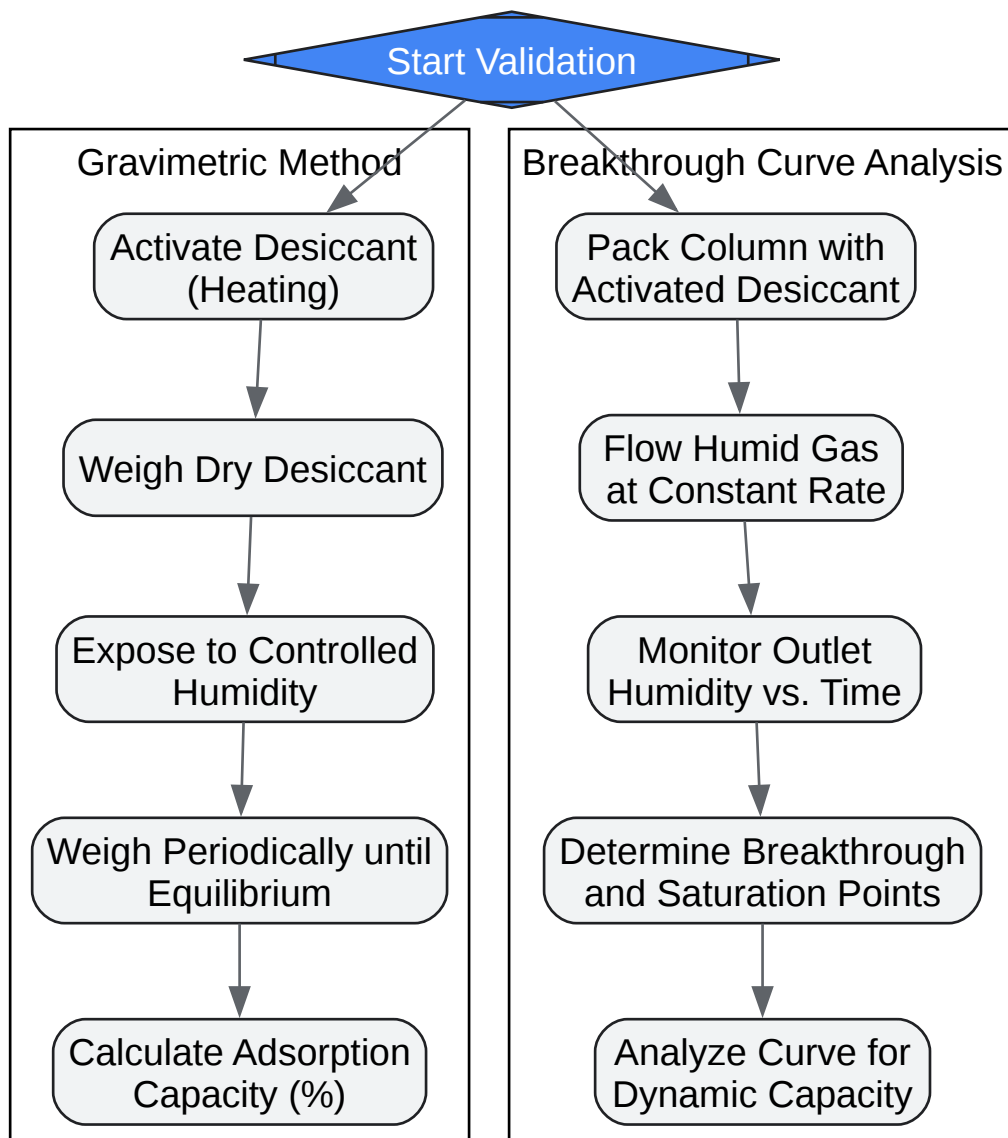 Start Validation
Gravimetric Method
Activate Desiccant
(Heating)
Weigh Dry Desiccant
Expose to Controlled
Humidity
Weigh Periodically until
Equilibrium
Calculate Adsorption
Capacity (%)
Breakthrough Curve Analysis
Pack Column with
Activated Desiccant
Flow Humid Gas
at Constant Rate
Monitor Outlet
Humidity vs. Time
Determine Breakthrough
and Saturation Points
Analyze Curve for
Dynamic Capacity